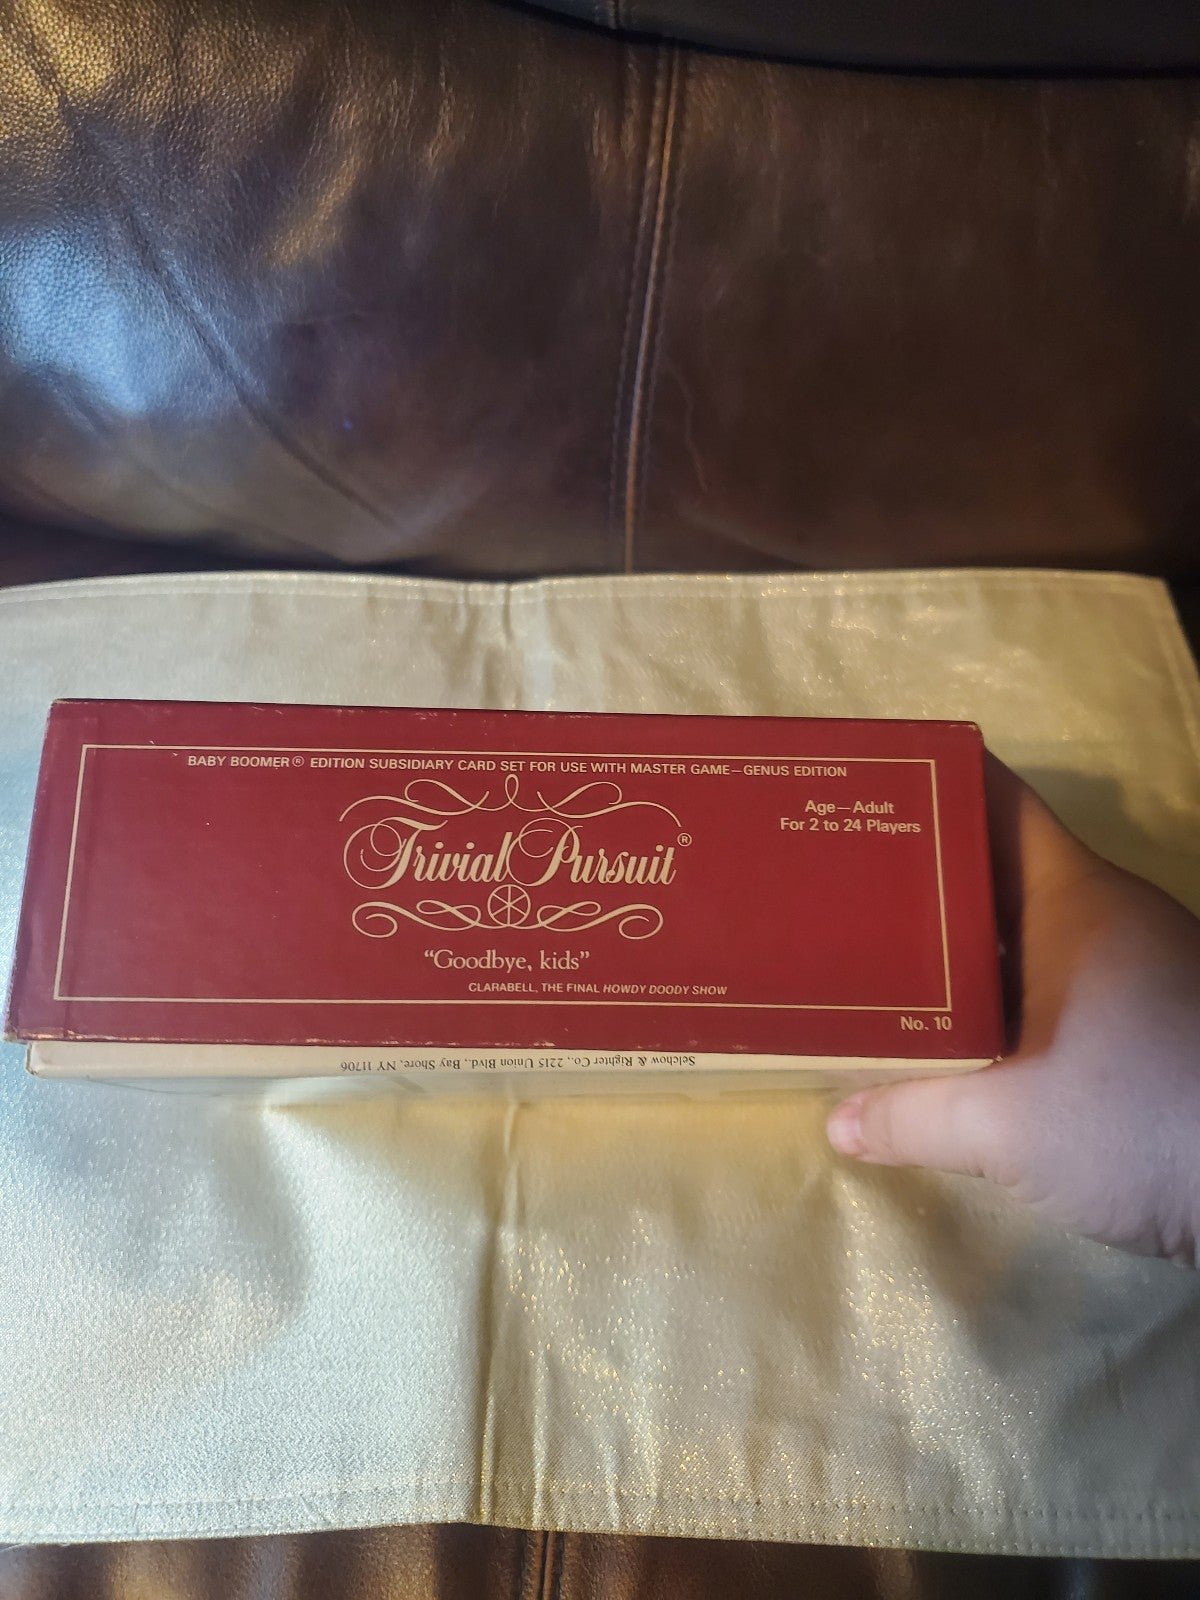 BABY BOOMER® EDITION SUBSIDIARY CARD SET FOR USE WITH MASTER GAME—GENUS EDITION
Age—Adult
For 2 to 24 Players
Trivial Pursuit®
“Goodbye, kids”
CLARABELL, THE FINAL HOWDY DOODY SHOW
No. 10
Selchow & Righter Co., 2215 Union Blvd., Bay Shore, NY 11706